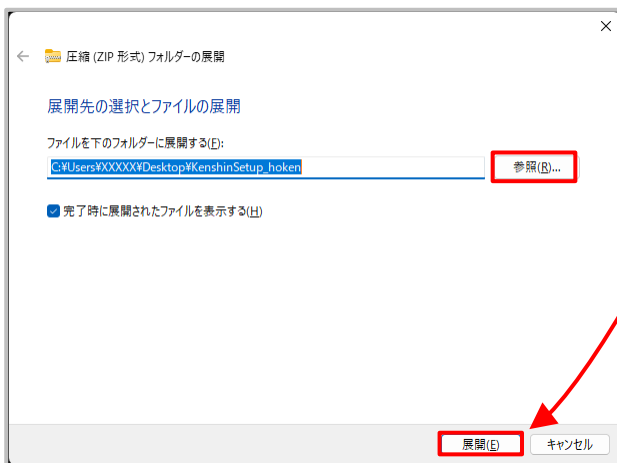 圧縮 (ZIP 形式) フォルダーの展開
展開先の選択とファイルの展開
ファイルを下のフォルダーに展開する(F):
C:¥Users¥XXXXX¥Desktop¥KenshinSetup_hoken
参照(R)...
完了時に展開されたファイルを表示する(H)
展開(E)
キャンセル